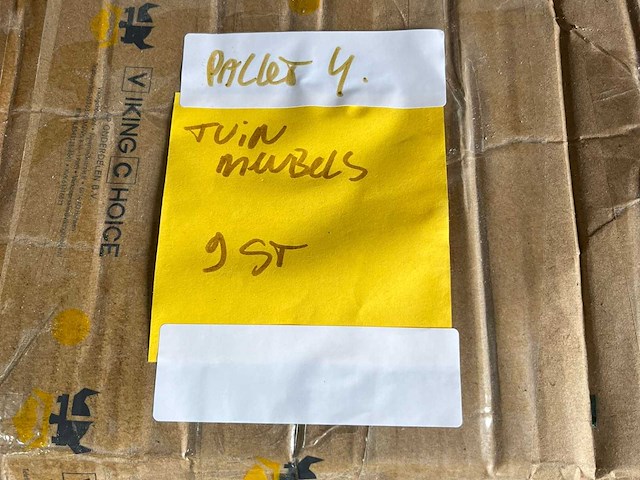 PALLET 4.
TUIN
MEUBELS
9 ST
VIKING CHOICE